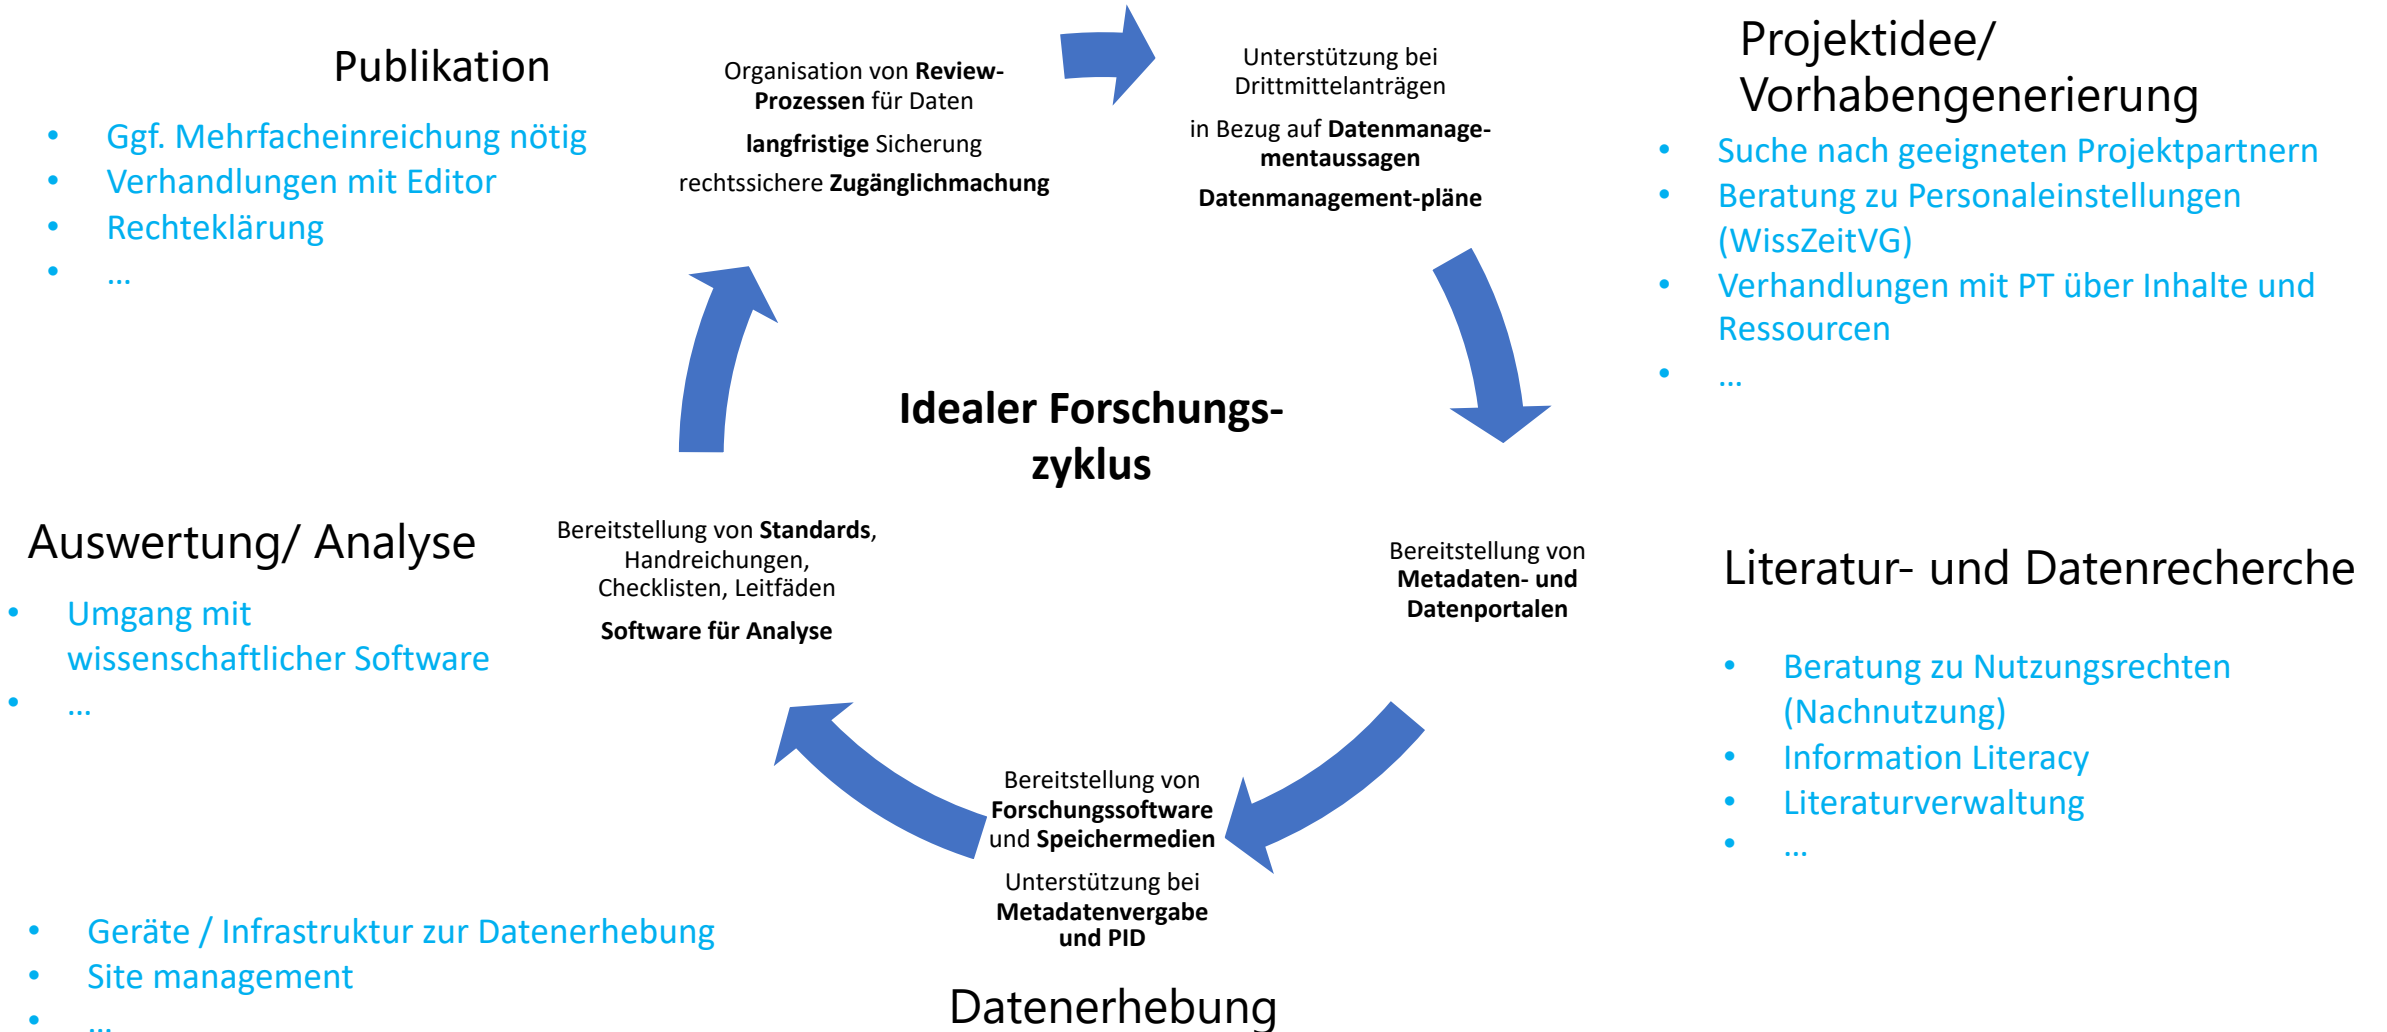 Publikation
• Ggf. Mehrfacheinreichung nötig
• Verhandlungen mit Editor
• Rechteklärung
• ...
Organisation von Review-
Prozessen für Daten
langfristige Sicherung
rechtssichere Zugänglichmachung
Unterstützung bei
Drittmittelanträgen
in Bezug auf Datenmanage-
mentaussagen
Datenmanagement-pläne
Projektidee/
Vorhabengenerierung
• Suche nach geeigneten Projektpartnern
• Beratung zu Personaleinstellungen
(WissZeitVG)
• Verhandlungen mit PT über Inhalte und
Ressourcen
• ...
Idealer Forschungs-
zyklus
Auswertung/ Analyse
• Umgang mit
wissenschaftlicher Software
• ...
Bereitstellung von Standards,
Handreichungen,
Checklisten, Leitfäden
Software für Analyse
Bereitstellung von
Metadaten- und
Datenportalen
Literatur- und Datenrecherche
• Beratung zu Nutzungsrechten
(Nachnutzung)
• Information Literacy
• Literaturverwaltung
• ...
Bereitstellung von
Forschungssoftware
und Speichermedien
Unterstützung bei
Metadatenvergabe
und PID
• Geräte / Infrastruktur zur Datenerhebung
• Site management
• ...
Datenerhebung